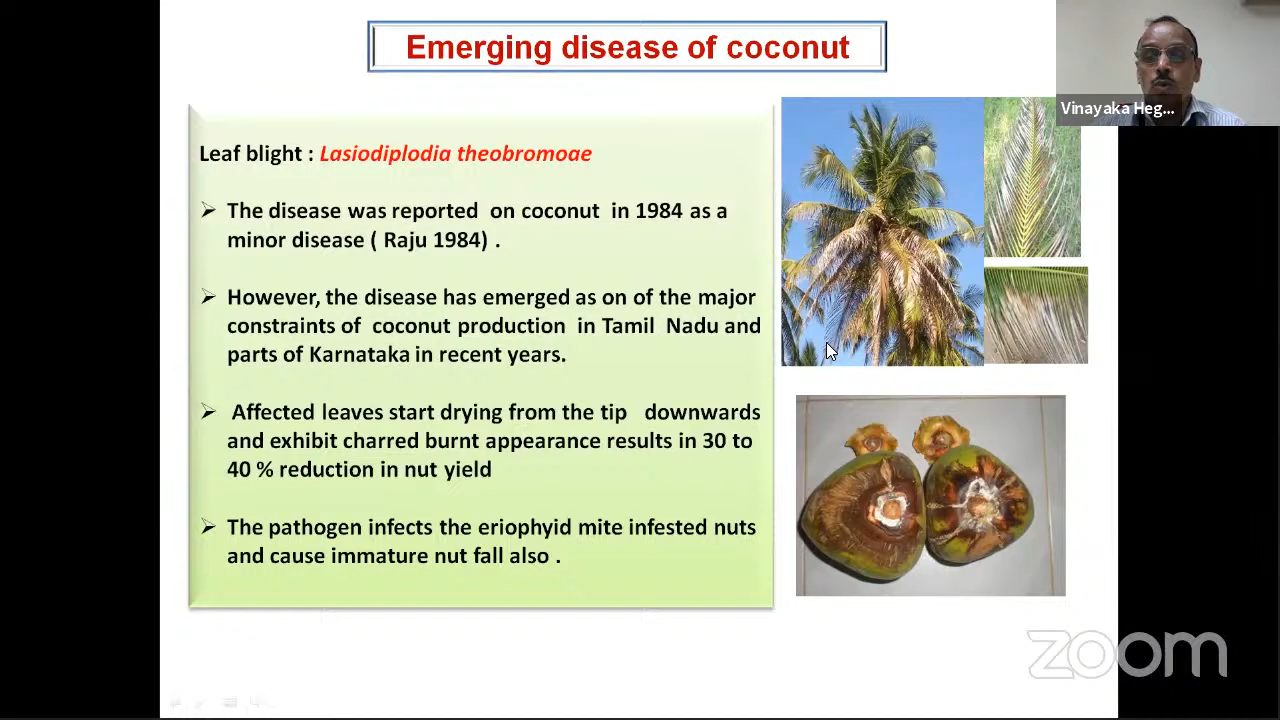 Emerging disease of coconut
Vinayaka Heg...
Leaf blight : Lasiodiplodia theobromoae
➢ The disease was reported on coconut in 1984 as a
minor disease ( Raju 1984) .
➢ However, the disease has emerged as on of the major
constraints of coconut production in Tamil Nadu and
parts of Karnataka in recent years.
➢ Affected leaves start drying from the tip downwards
and exhibit charred burnt appearance results in 30 to
40 % reduction in nut yield
➢ The pathogen infects the eriophyid mite infested nuts
and cause immature nut fall also .
zoom